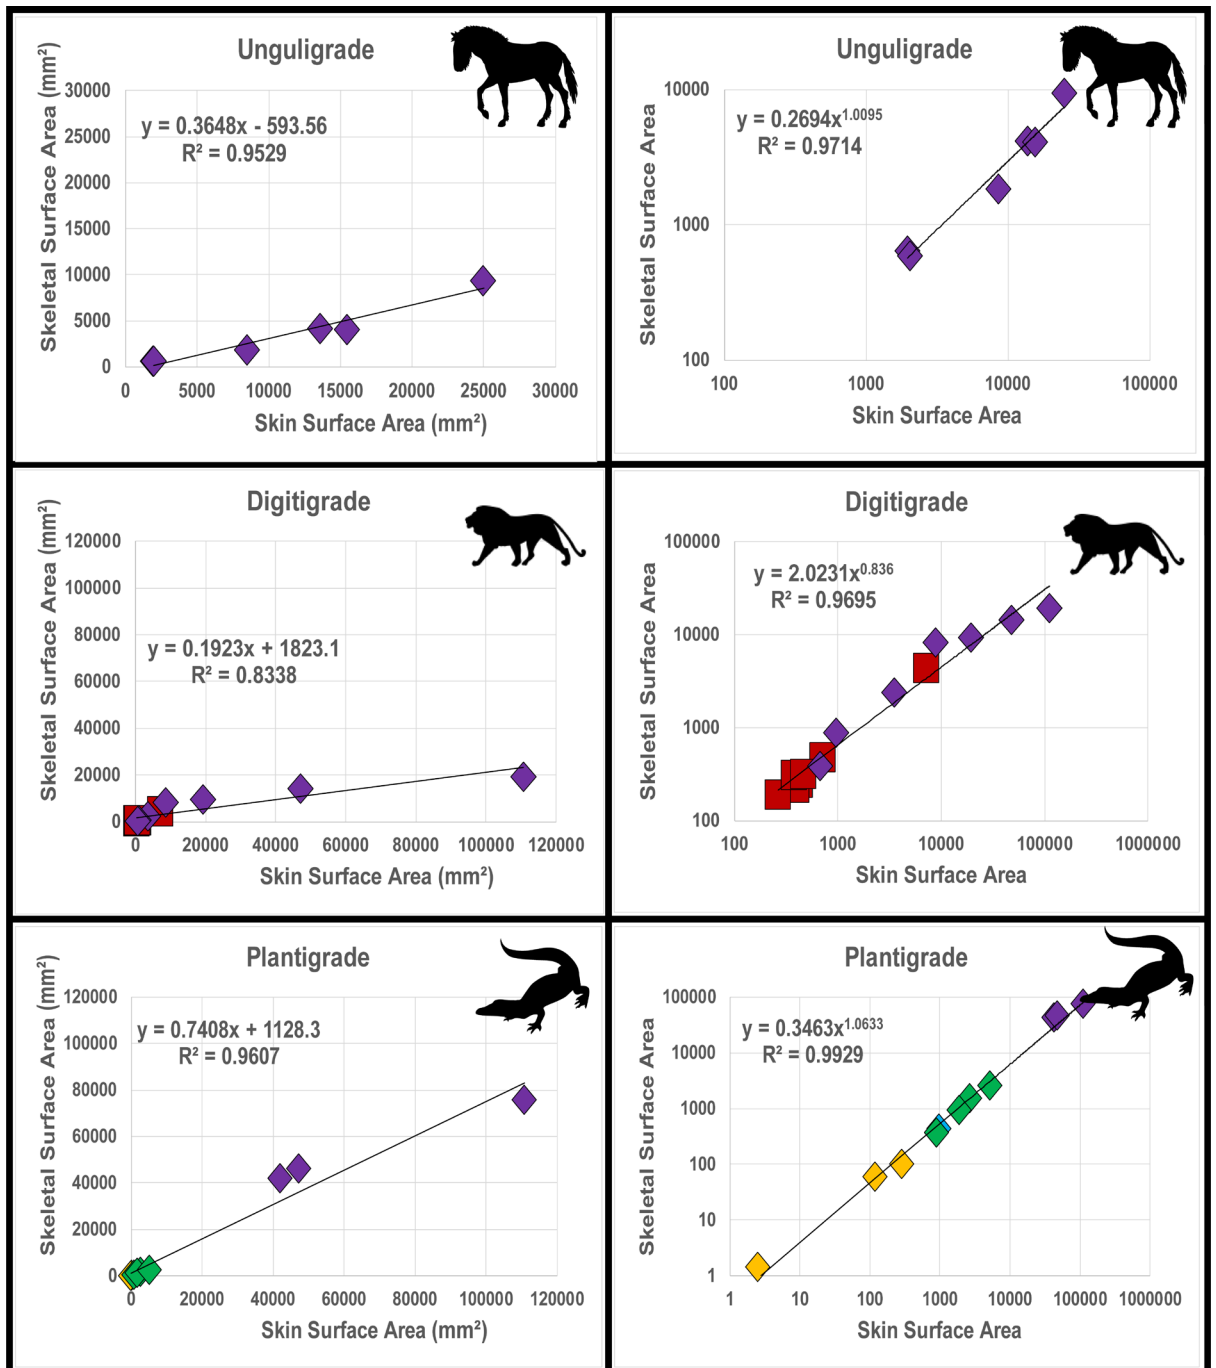 Unguligrade
Skeletal Surface Area (mm²)
30000
25000
20000
15000
10000
5000
0
y = 0.3648x - 593.56
R² = 0.9529
0 5000 10000 15000 20000 25000 30000
Skin Surface Area (mm²)
Unguligrade
Skeletal Surface Area
10000
1000
100
y = 0.2694x^1.0095
R² = 0.9714
100 1000 10000 100000
Skin Surface Area
Digitigrade
Skeletal Surface Area (mm²)
120000
100000
80000
60000
40000
20000
0
y = 0.1923x + 1823.1
R² = 0.8338
0 20000 40000 60000 80000 100000 120000
Skin Surface Area (mm²)
Digitigrade
Skeletal Surface Area
100000
10000
1000
100
y = 2.0231x^0.836
R² = 0.9695
100 1000 10000 100000 1000000
Skin Surface Area
Plantigrade
Skeletal Surface Area (mm²)
120000
100000
80000
60000
40000
20000
0
y = 0.7408x + 1128.3
R² = 0.9607
0 20000 40000 60000 80000 100000 120000
Skin Surface Area (mm²)
Plantigrade
Skeletal Surface Area
100000
10000
1000
100
10
1
y = 0.3463x^1.0633
R² = 0.9929
1 10 100 1000 10000 100000 1000000
Skin Surface Area